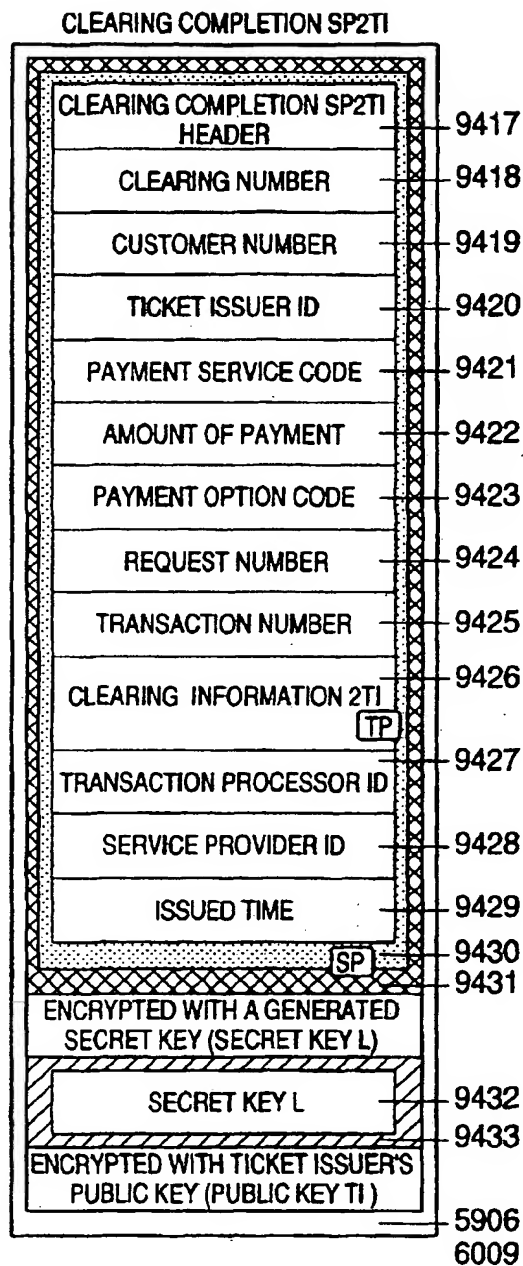 CLEARING COMPLETION SP2TI
CLEARING COMPLETION SP2TI
HEADER
9417
CLEARING NUMBER
9418
CUSTOMER NUMBER
9419
TICKET ISSUER ID
9420
PAYMENT SERVICE CODE
9421
AMOUNT OF PAYMENT
9422
PAYMENT OPTION CODE
9423
REQUEST NUMBER
9424
TRANSACTION NUMBER
9425
9426
CLEARING INFORMATION 2TI
TP
9427
TRANSACTION PROCESSOR ID
SERVICE PROVIDER ID
9428
ISSUED TIME
9429
9430
SP
9431
ENCRYPTED WITH A GENERATED
SECRET KEY (SECRET KEY L)
SECRET KEY L
9432
9433
ENCRYPTED WITH TICKET ISSUER'S
PUBLIC KEY (PUBLIC KEY TI )
5906
6009